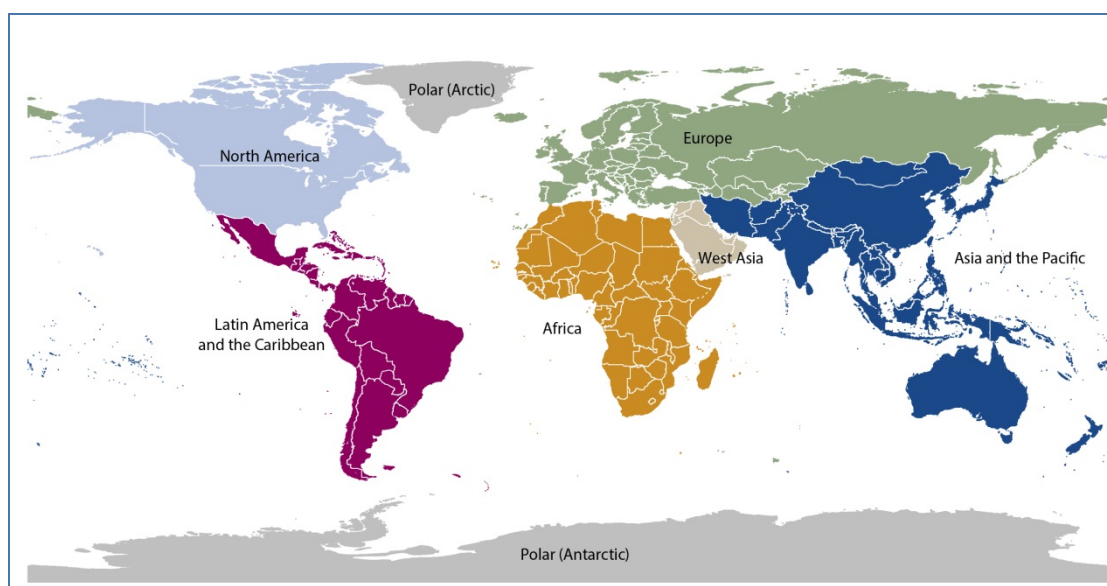 Polar (Arctic)
Europe
North America
West Asia
Asia and the Pacific
Latin America
and the Caribbean
Africa
Polar (Antarctic)